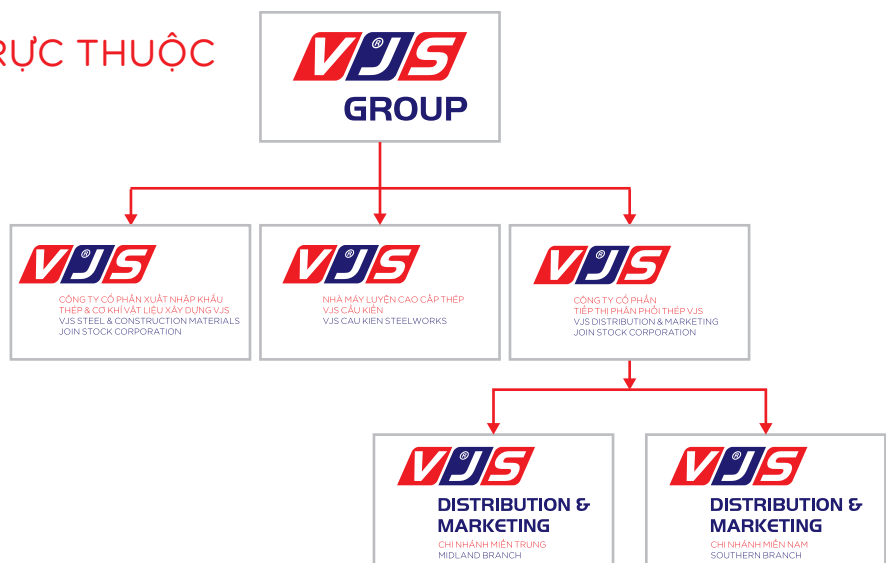 RỰC THUỘC
VJS®
GROUP
VJS®
CÔNG TY CỔ PHẦN XUẤT NHẬP KHẨU
THÉP & CƠ KHÍ VẬT LIỆU XÂY DỰNG VJS
VJS STEEL & CONSTRUCTION MATERIALS
JOIN STOCK CORPORATION
VJS®
NHÀ MÁY LUYỆN CAO CẤP THÉP
VJS CẦU KIỀN
VJS CAU KIEN STEELWORKS
VJS®
CÔNG TY CỔ PHẦN
TIẾP THỊ PHÂN PHỐI THÉP VJS
VJS DISTRIBUTION & MARKETING
JOIN STOCK CORPORATION
VJS®
DISTRIBUTION &
MARKETING
CHI NHÁNH MIỀN TRUNG
MIDLAND BRANCH
VJS®
DISTRIBUTION &
MARKETING
CHI NHÁNH MIỀN NAM
SOUTHERN BRANCH